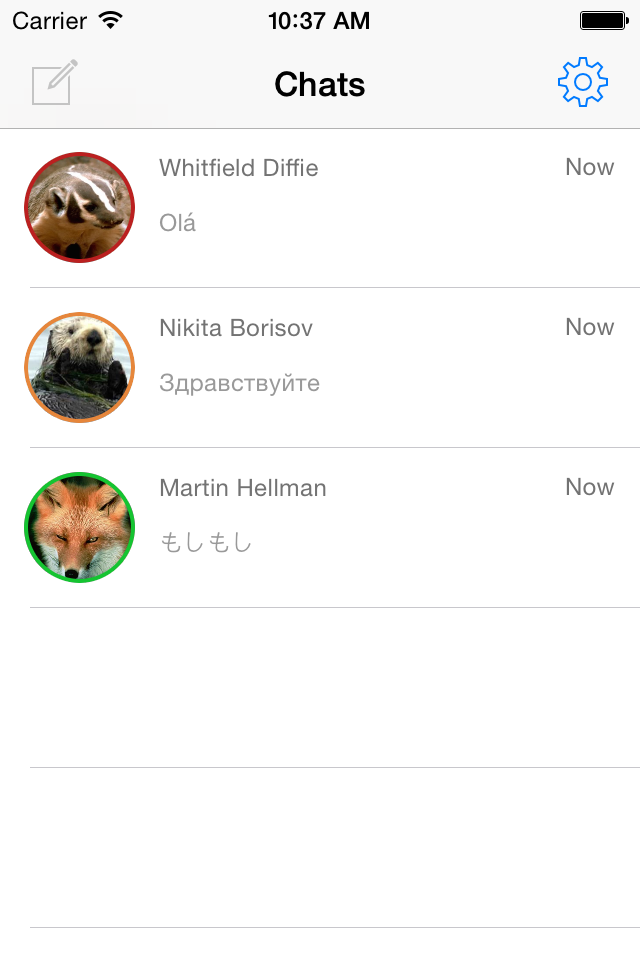 Carrier 10:37 AM
Chats
Whitfield Diffie Now
Olá
Nikita Borisov Now
Здравствуйте
Martin Hellman Now
もしもし